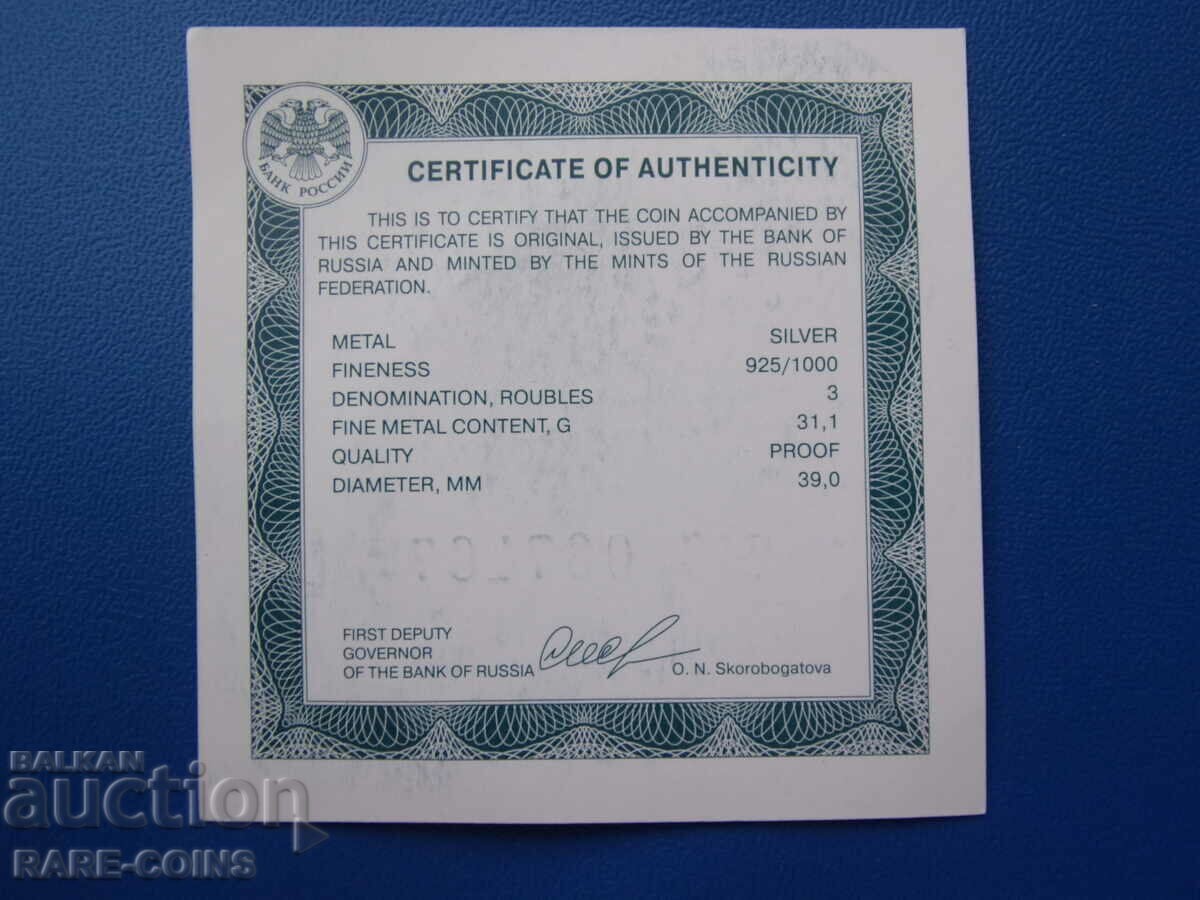 БАНК РОССИИ
CERTIFICATE OF AUTHENTICITY
THIS IS TO CERTIFY THAT THE COIN ACCOMPANIED BY
THIS CERTIFICATE IS ORIGINAL, ISSUED BY THE BANK OF
RUSSIA AND MINTED BY THE MINTS OF THE RUSSIAN
FEDERATION.
METAL SILVER
FINENESS 925/1000
DENOMINATION, ROUBLES 3
FINE METAL CONTENT, G 31,1
QUALITY PROOF
DIAMETER, MM 39,0
FIRST DEPUTY
GOVERNOR
OF THE BANK OF RUSSIA O. N. Skorobogatova
BALKAN
auction
RARE-COINS